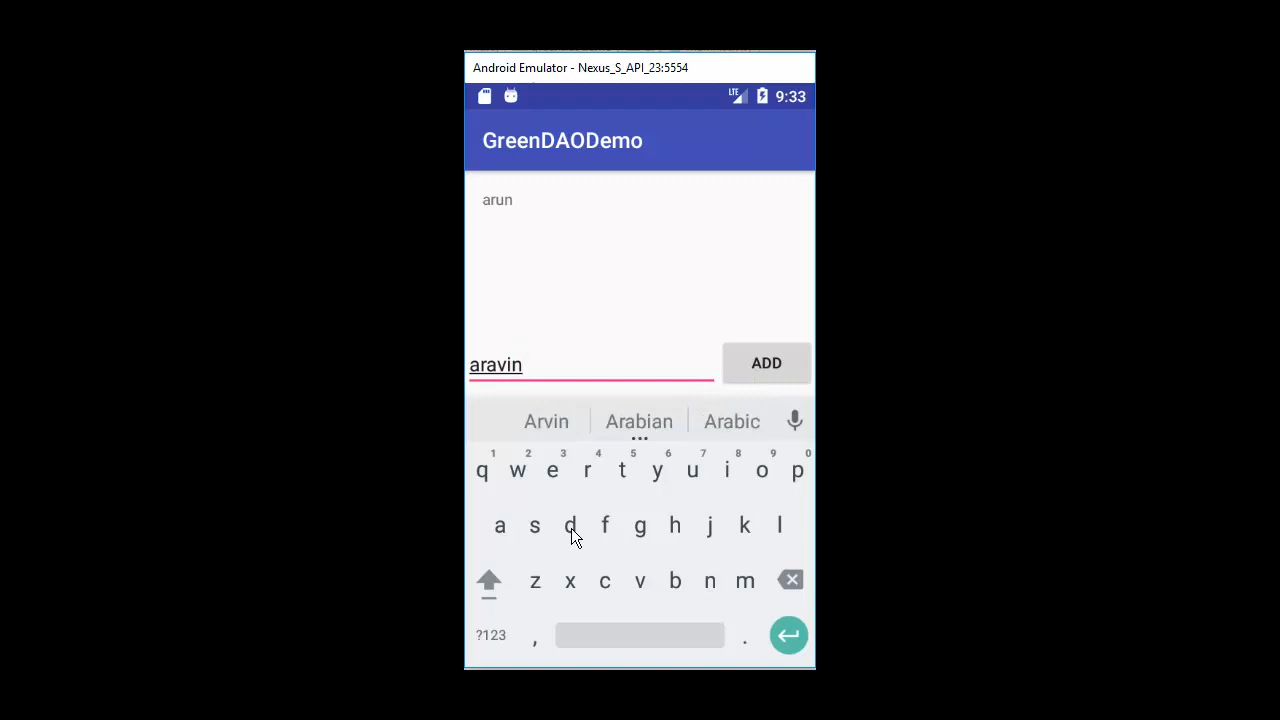 Android Emulator - Nexus_S_API_23:5554
LTE 9:33
GreenDAODemo
arun
aravin ADD
Arvin Arabian Arabic
1 2 3 4 5 6 7 8 9 0
q w e r t y u i o p
a s d f g h j k l
z x c v b n m
?123 , .